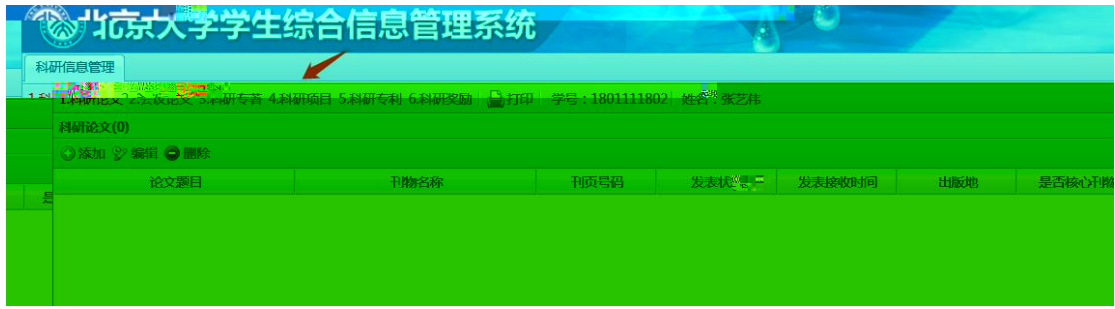 北京大学学生综合信息管理系统
科研信息管理
1.科研论文 2.会议论文 3.科研专著 4.科研项目 5.科研专利 6.科研奖励 打印 学号：1801111802 姓名：张艺伟
科研论文(0)
添加 编辑 删除
论文题目 刊物名称 刊页号码 发表状 发表接收时间 出版地 是否核心刊物